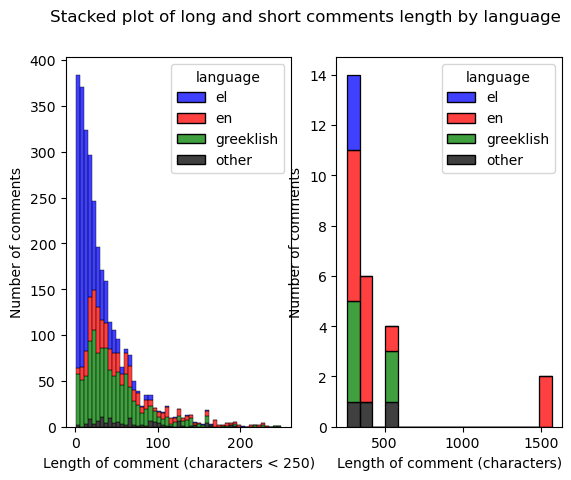 Stacked plot of long and short comments length by language
400
350
300
250
200
150
100
50
0
Number of comments
language
el
en
greeklish
other
0
100
200
Length of comment (characters < 250)
14
12
10
8
6
4
2
0
Number of comments
language
el
en
greeklish
other
500
1000
1500
Length of comment (characters)